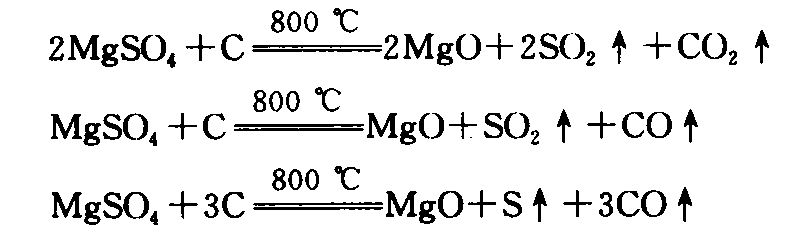 2MgSO₄+C 800 ℃ ══ 2MgO+2SO₂↑+CO₂↑
MgSO₄+C 800 ℃ ══ MgO+SO₂↑+CO↑
MgSO₄+3C 800 ℃ ══ MgO+S↑+3CO↑